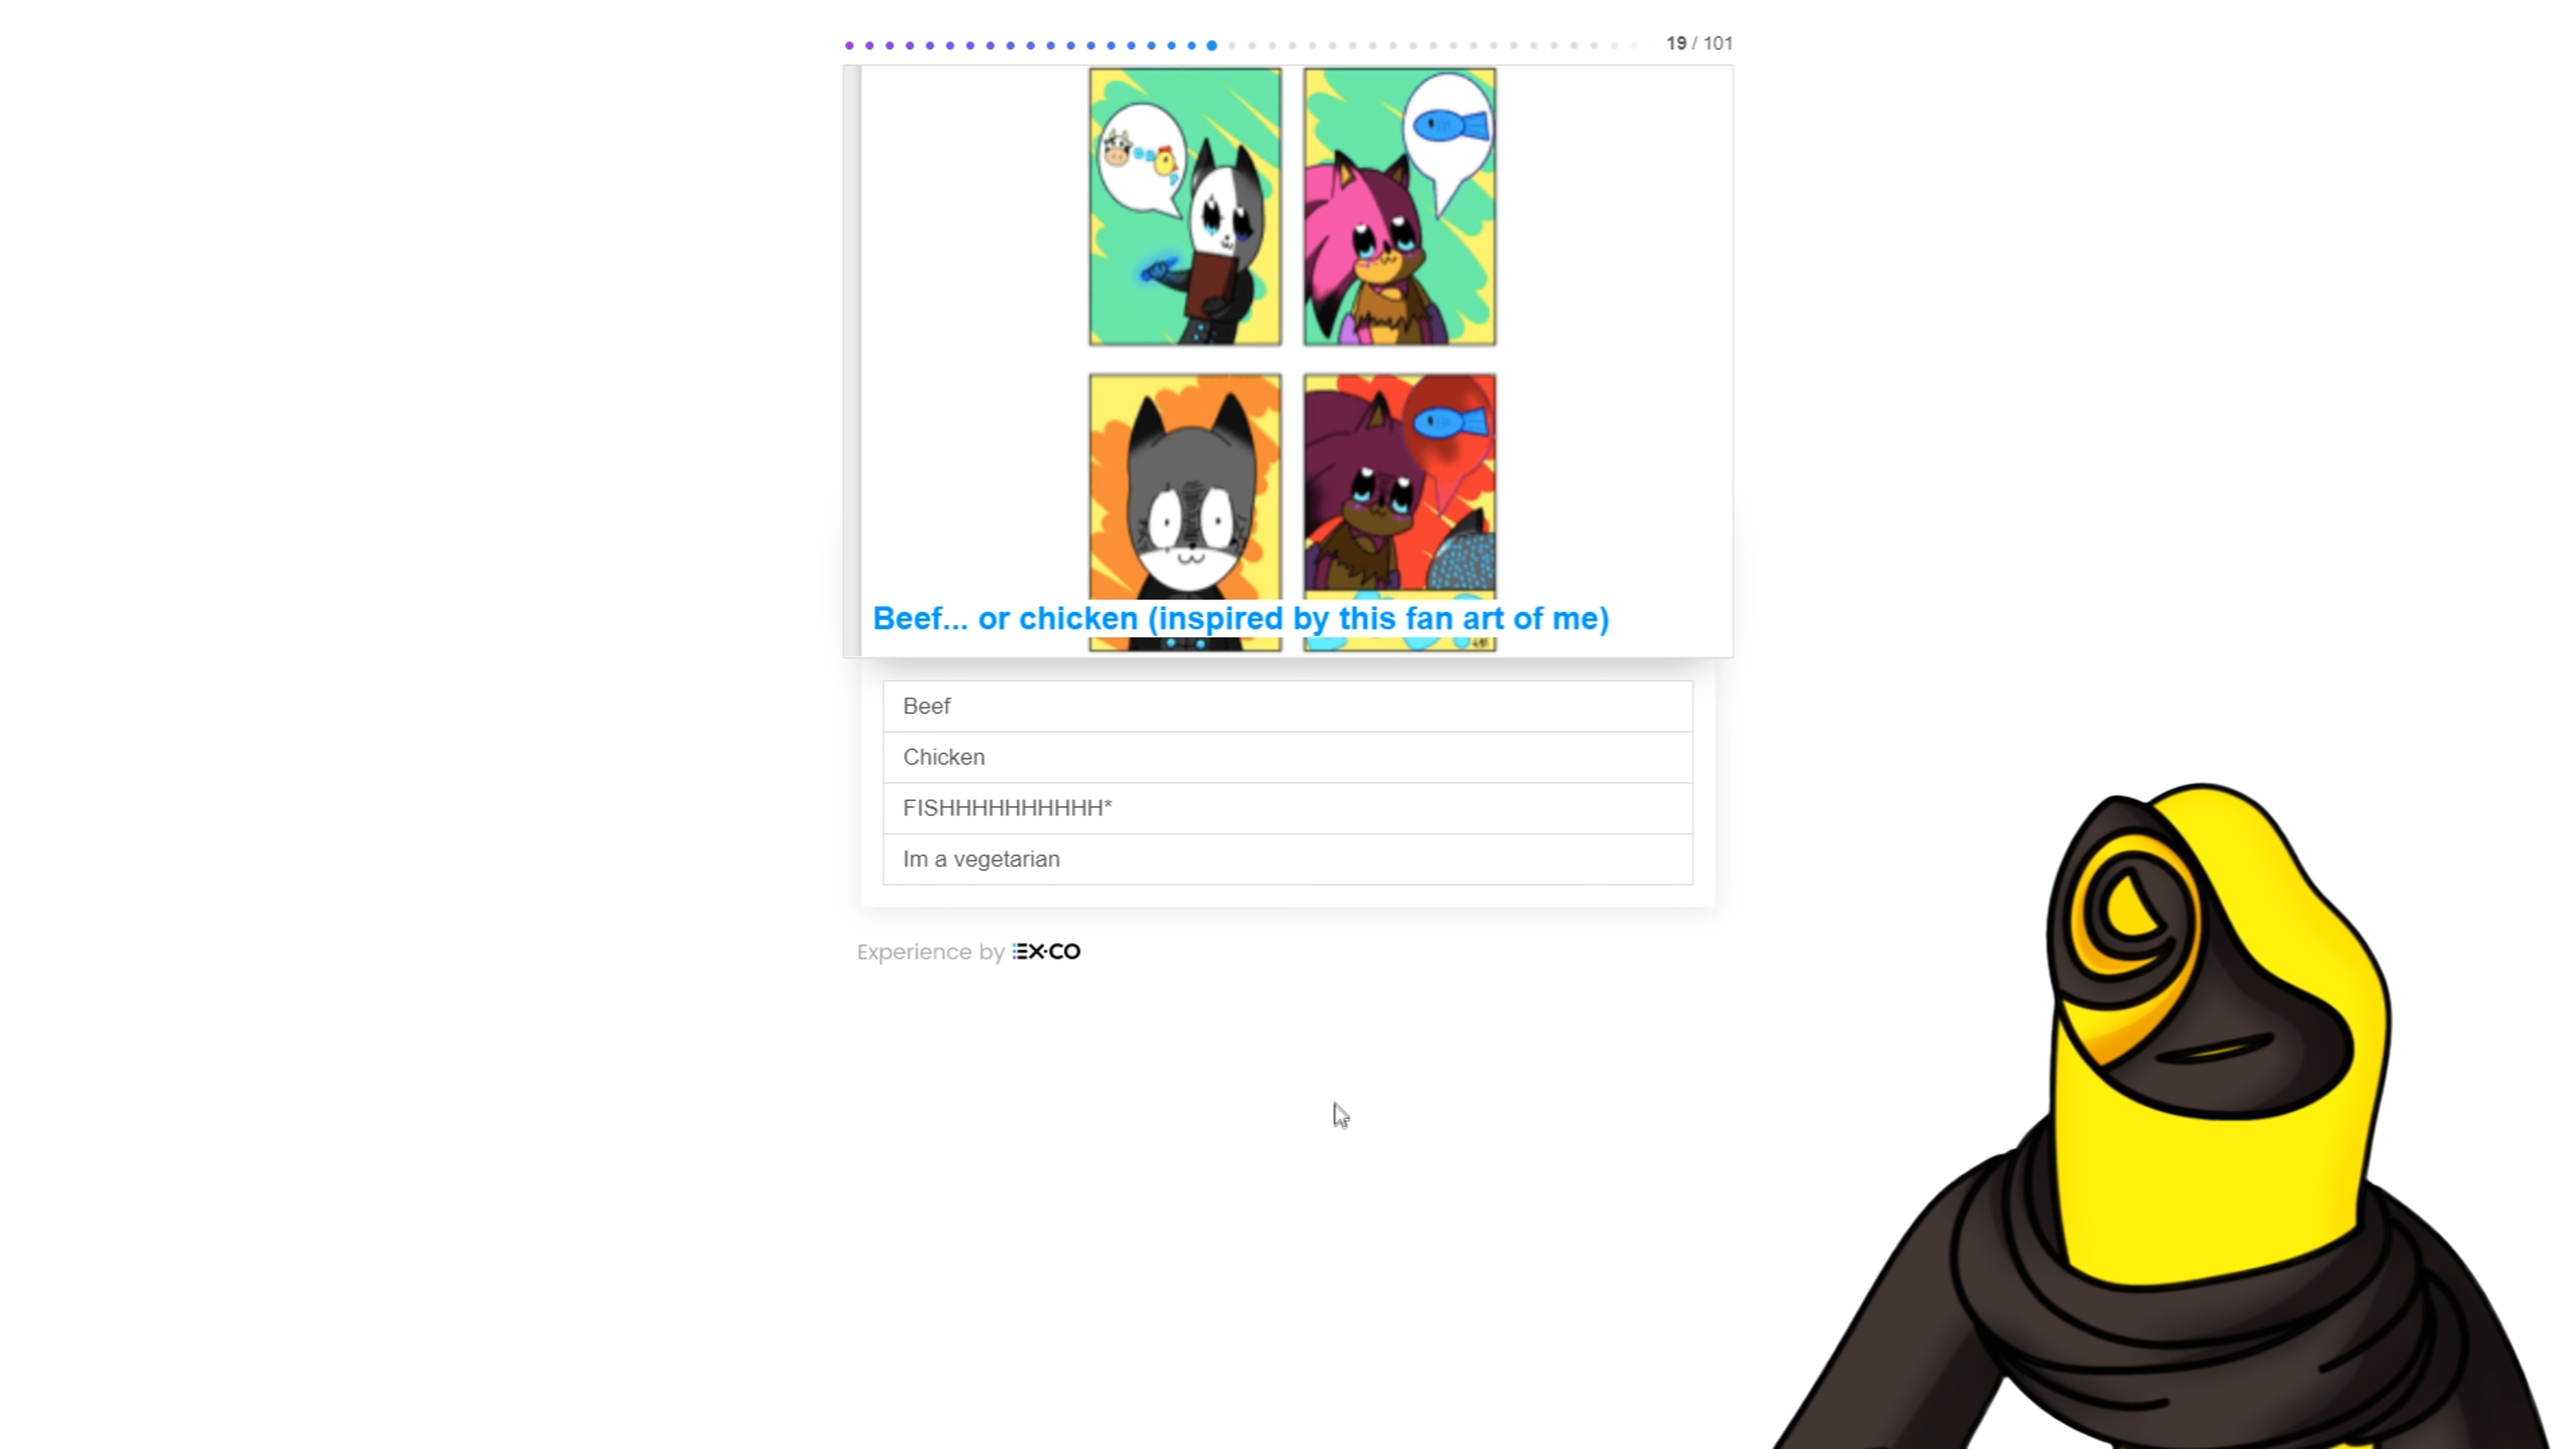 19 / 101
Beef... or chicken (inspired by this fan art of me)
Beef
Chicken
FISHHHHHHHHHH*
Im a vegetarian
Experience by EX·CO